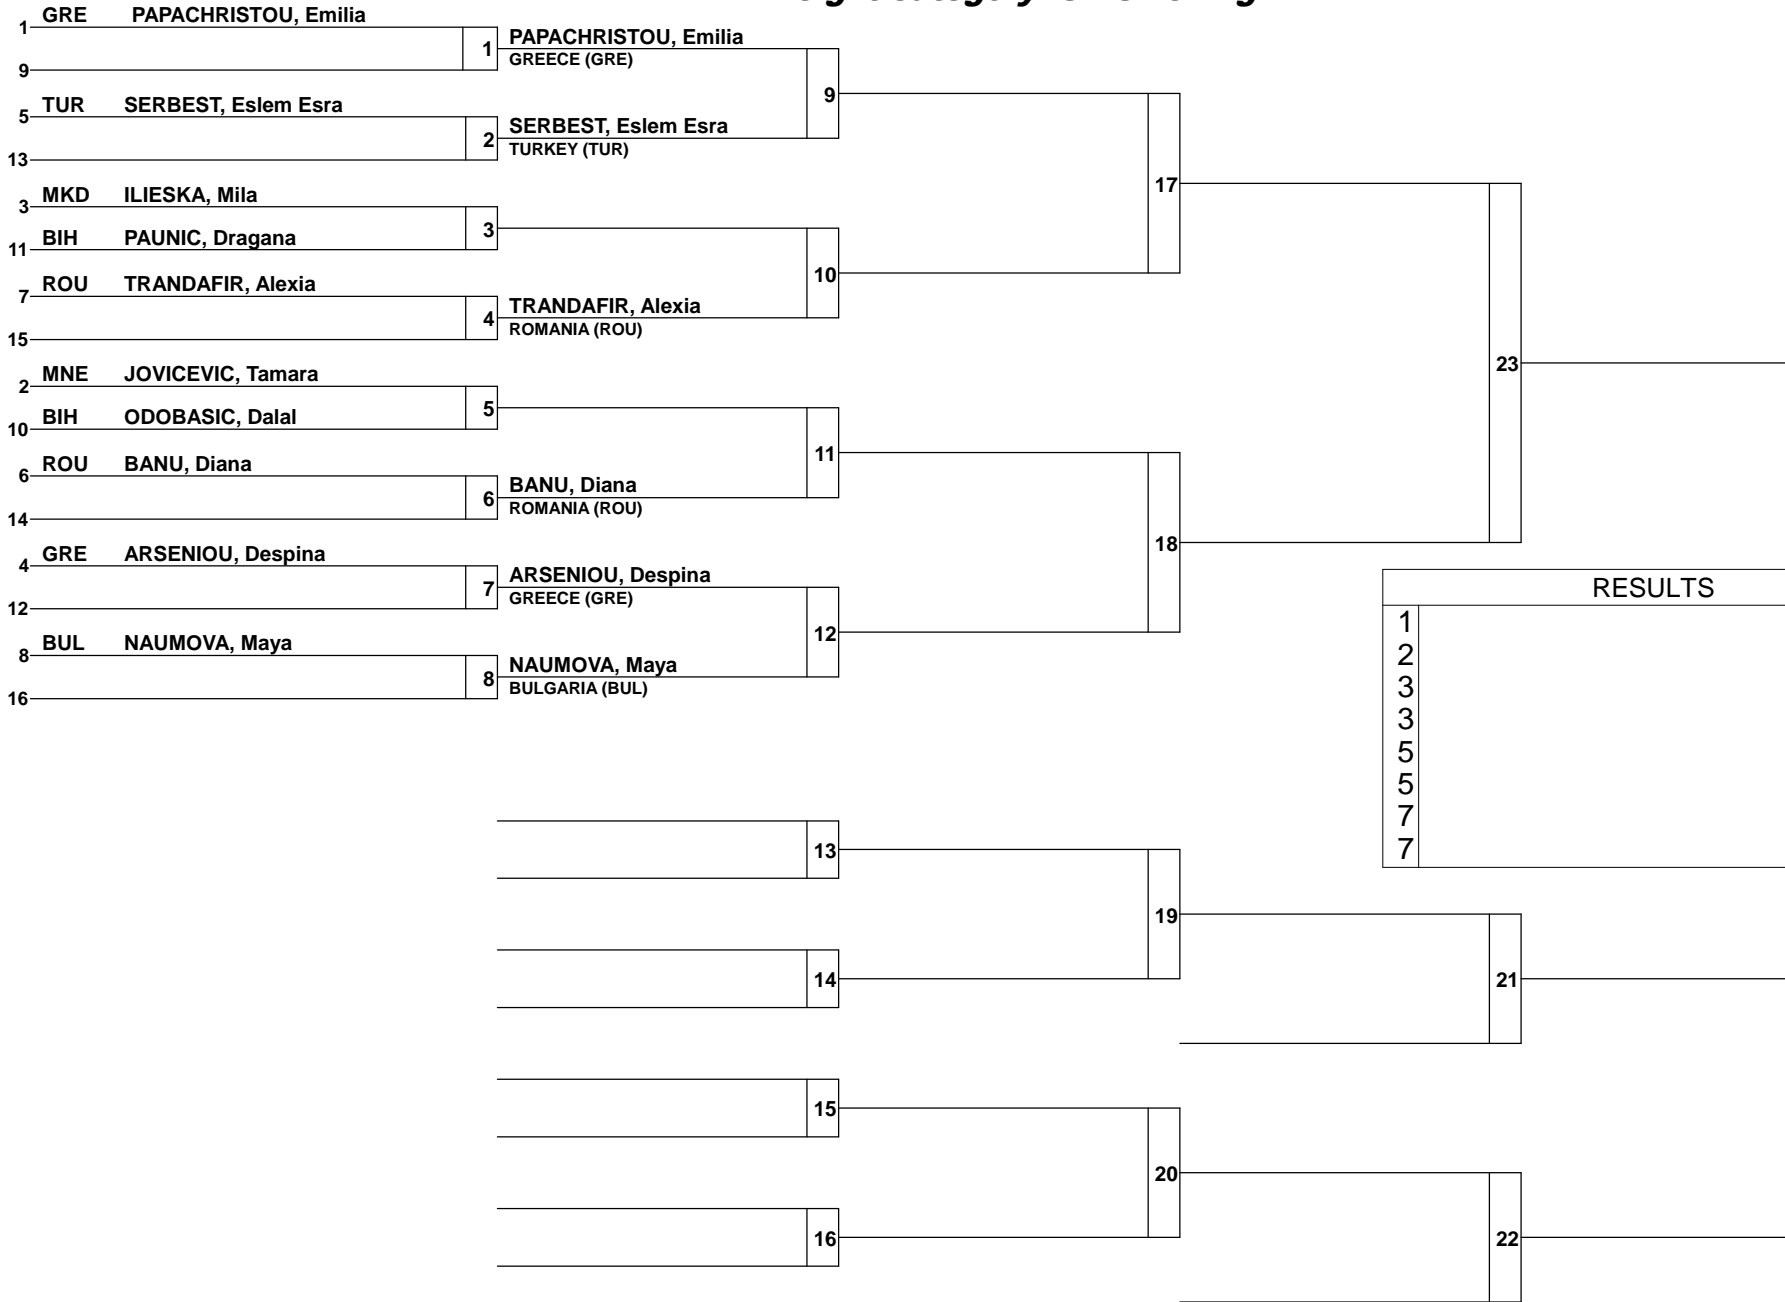 1 GRE PAPACHRISTOU, Emilia
9
1 PAPACHRISTOU, Emilia
GREECE (GRE)
5 TUR SERBEST, Eslem Esra
13
2 SERBEST, Eslem Esra
TURKEY (TUR)
9
3 MKD ILIESKA, Mila
11 BIH PAUNIC, Dragana
3
7 ROU TRANDAFIR, Alexia
15
4 TRANDAFIR, Alexia
ROMANIA (ROU)
10
17
2 MNE JOVICEVIC, Tamara
10 BIH ODOBASIC, Dalal
5
6 ROU BANU, Diana
14
6 BANU, Diana
ROMANIA (ROU)
11
4 GRE ARSENIOU, Despina
12
7 ARSENIOU, Despina
GREECE (GRE)
8 BUL NAUMOVA, Maya
16
8 NAUMOVA, Maya
BULGARIA (BUL)
12
18
23
RESULTS
1
2
3
3
5
5
7
7
13
14
19
21
15
16
20
22